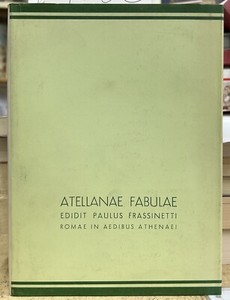 ATELLANAE FABULAE
EDIDIT PAULUS FRASSINETTI
ROMAE IN AEDIBUS ATHENAEI